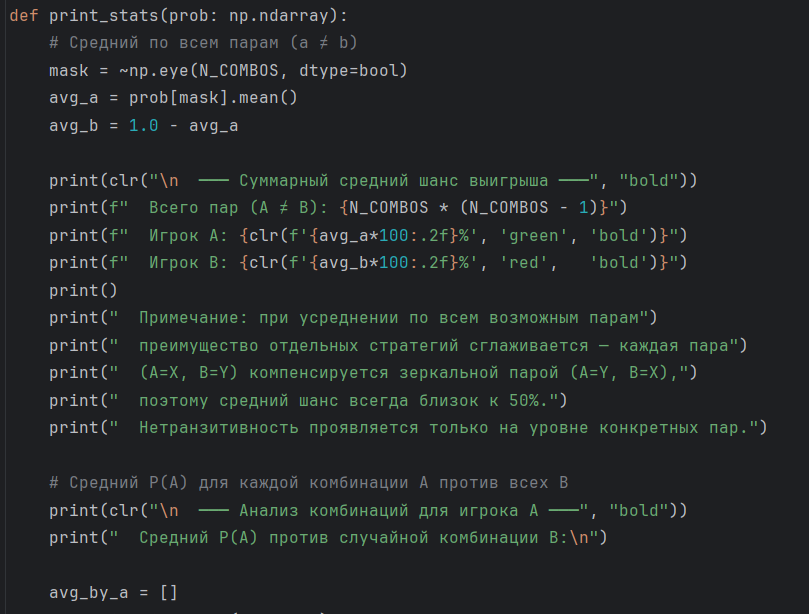 def print_stats(prob: np.ndarray):
    # Средний по всем парам (a ≠ b)
    mask = ~np.eye(N_COMBOS, dtype=bool)
    avg_a = prob[mask].mean()
    avg_b = 1.0 - avg_a

    print(clr("\n  ─── Суммарный средний шанс выигрыша ───", "bold"))
    print(f"  Всего пар (A ≠ B): {N_COMBOS * (N_COMBOS - 1)}")
    print(f"  Игрок A: {clr(f'{avg_a*100:.2f}%', 'green', 'bold')}")
    print(f"  Игрок B: {clr(f'{avg_b*100:.2f}%', 'red',   'bold')}")
    print()
    print("  Примечание: при усреднении по всем возможным парам")
    print("  преимущество отдельных стратегий сглаживается — каждая пара")
    print("  (A=X, B=Y) компенсируется зеркальной парой (A=Y, B=X),")
    print("  поэтому средний шанс всегда близок к 50%.")
    print("  Нетранзитивность проявляется только на уровне конкретных пар.")

    # Средний P(A) для каждой комбинации A против всех B
    print(clr("\n  ─── Анализ комбинаций для игрока A ───", "bold"))
    print("  Средний P(A) против случайной комбинации B:\n")

    avg_by_a = []